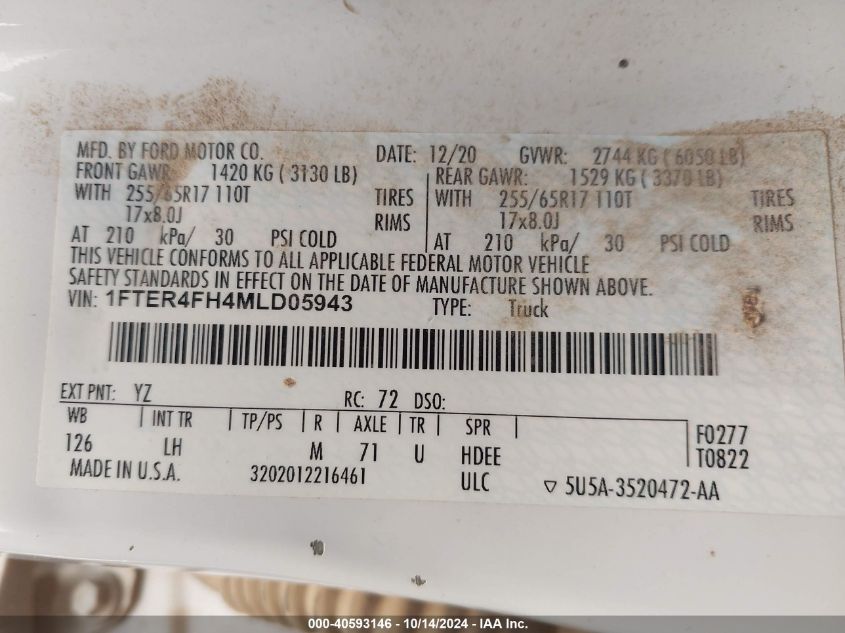 MFD. BY FORD MOTOR CO. DATE: 12/20 GVWR: 2744 KG ( 6050 LB)
FRONT GAWR: 1420 KG ( 3130 LB) REAR GAWR: 1529 KG ( 3370 LB)
WITH 255/65R17 110T TIRES WITH 255/65R17 110T TIRES
17x8.0J RIMS 17x8.0J RIMS
AT 210 kPa/ 30 PSI COLD AT 210 kPa/ 30 PSI COLD
THIS VEHICLE CONFORMS TO ALL APPLICABLE FEDERAL MOTOR VEHICLE
SAFETY STANDARDS IN EFFECT ON THE DATE OF MANUFACTURE SHOWN ABOVE.
VIN: 1FTER4FH4MLD05943 TYPE: Truck
EXT PNT: YZ RC: 72 DSO:
WB INT TR TP/PS R AXLE TR SPR F0277
126 LH M 71 U HDEE T0822
MADE IN U.S.A. 3202012216461 ULC ▽ 5U5A-3520472-AA
000-40593146 - 10/14/2024 - IAA Inc.